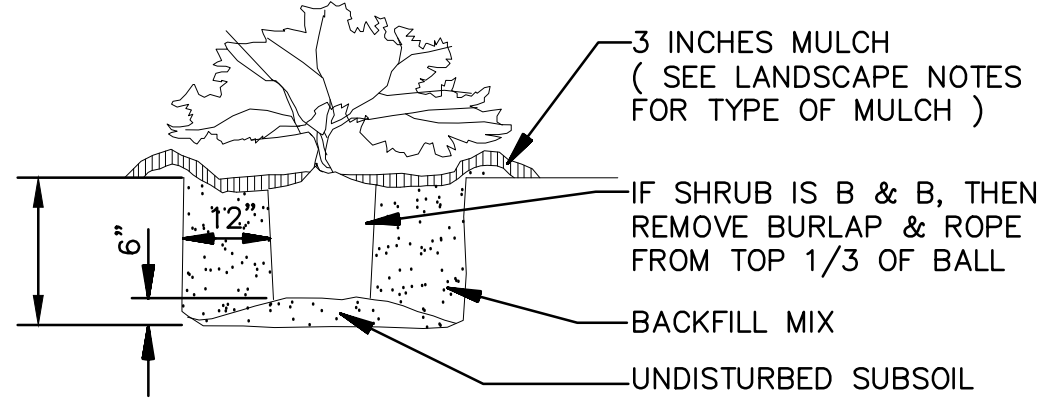 3 INCHES MULCH
( SEE LANDSCAPE NOTES
FOR TYPE OF MULCH )
IF SHRUB IS B & B, THEN
REMOVE BURLAP & ROPE
FROM TOP 1/3 OF BALL
12"
6"
BACKFILL MIX
UNDISTURBED SUBSOIL